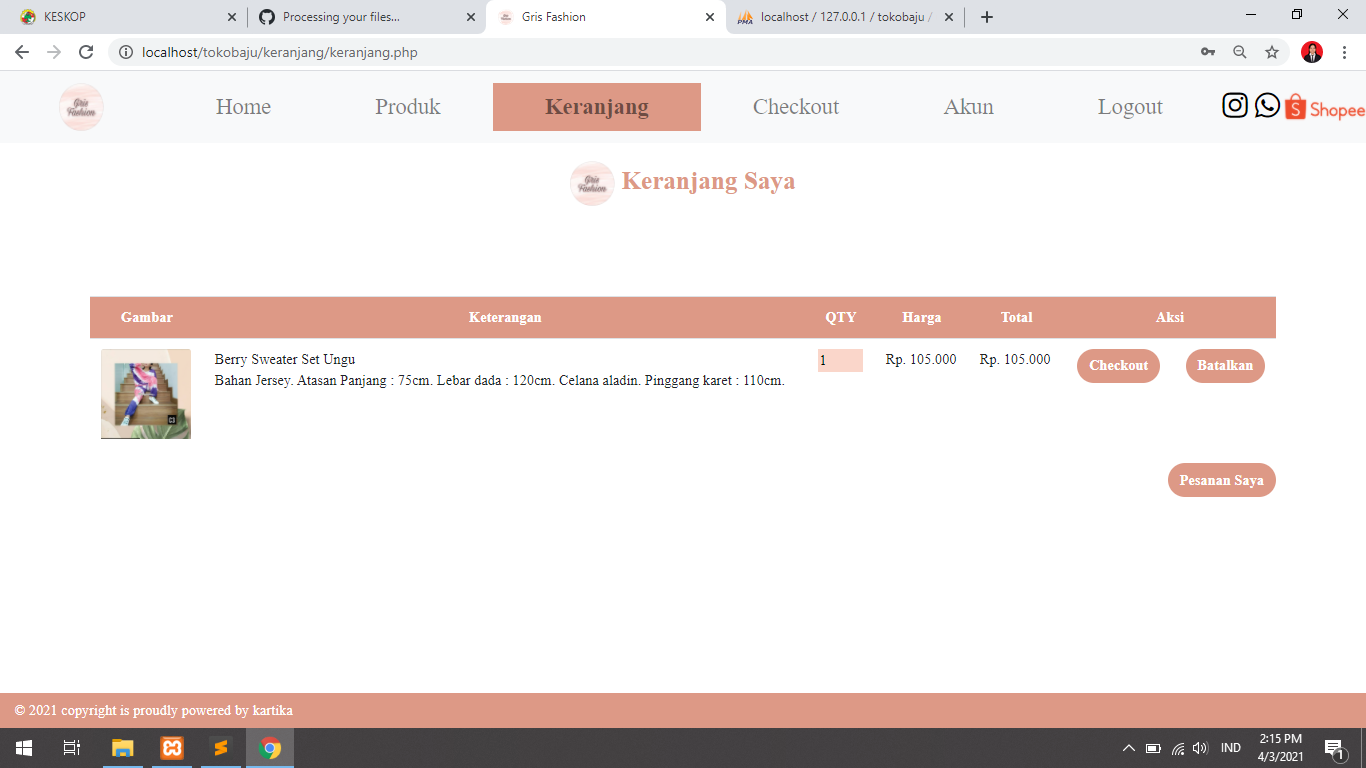 KESKOP
Processing your files...
Gris Fashion
localhost / 127.0.0.1 / tokobaju /
localhost/tokobaju/keranjang/keranjang.php
Gris Fashion
Home
Produk
Keranjang
Checkout
Akun
Logout
Shopee
Gris Fashion
Keranjang Saya
Gambar
Keterangan
QTY
Harga
Total
Aksi
Berry Sweater Set Ungu
Bahan Jersey. Atasan Panjang : 75cm. Lebar dada : 120cm. Celana aladin. Pinggang karet : 110cm.
1
Rp. 105.000
Rp. 105.000
Checkout
Batalkan
Pesanan Saya
© 2021 copyright is proudly powered by kartika
IND
2:15 PM
4/3/2021
1